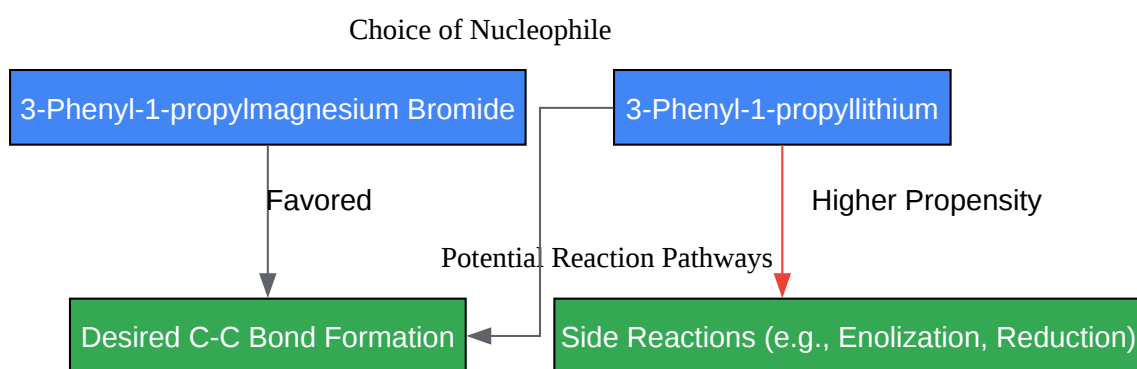 Choice of Nucleophile
3-Phenyl-1-propylmagnesium Bromide
3-Phenyl-1-propyllithium
Favored
Higher Propensity
Potential Reaction Pathways
Desired C-C Bond Formation
Side Reactions (e.g., Enolization, Reduction)